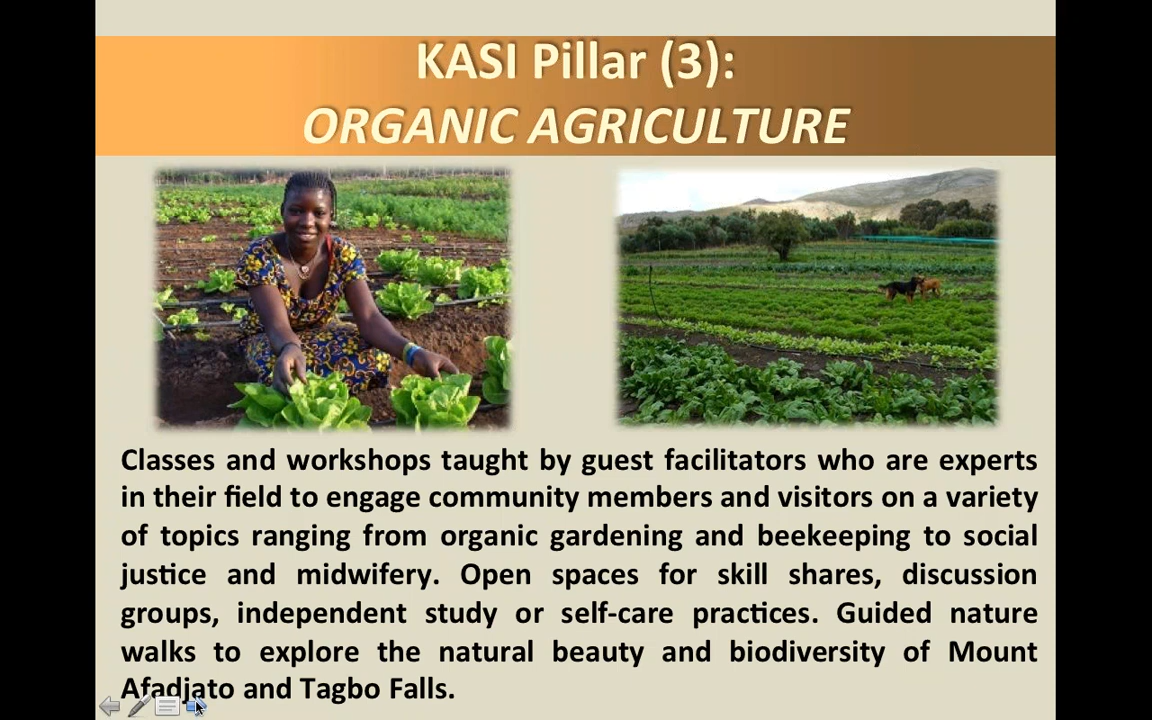 KASI Pillar (3):
ORGANIC AGRICULTURE
Classes and workshops taught by guest facilitators who are experts
in their field to engage community members and visitors on a variety
of topics ranging from organic gardening and beekeeping to social
justice and midwifery. Open spaces for skill shares, discussion
groups, independent study or self-care practices. Guided nature
walks to explore the natural beauty and biodiversity of Mount
Afadjato and Tagbo Falls.